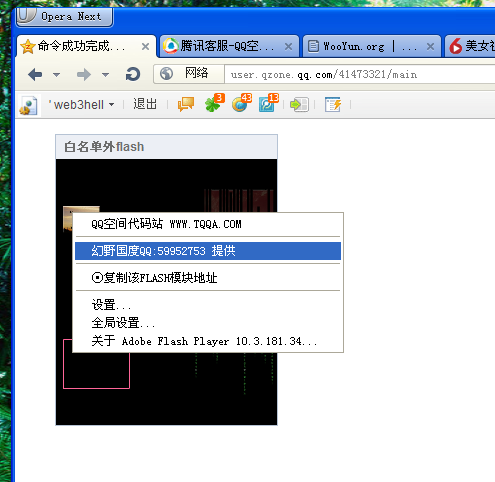 Opera Next
命令成功完成...
腾讯客服-QQ空...
WooYun.org | ...
美女社
网络
user.qzone.qq.com/41473321/main
'web3hell
退出
3
43
13
白名单外flash
QQ空间代码站 WWW.TQQA.COM
幻野国度QQ:59952753 提供
⊙复制该FLASH模块地址
设置...
全局设置...
关于 Adobe Flash Player 10.3.181.34...